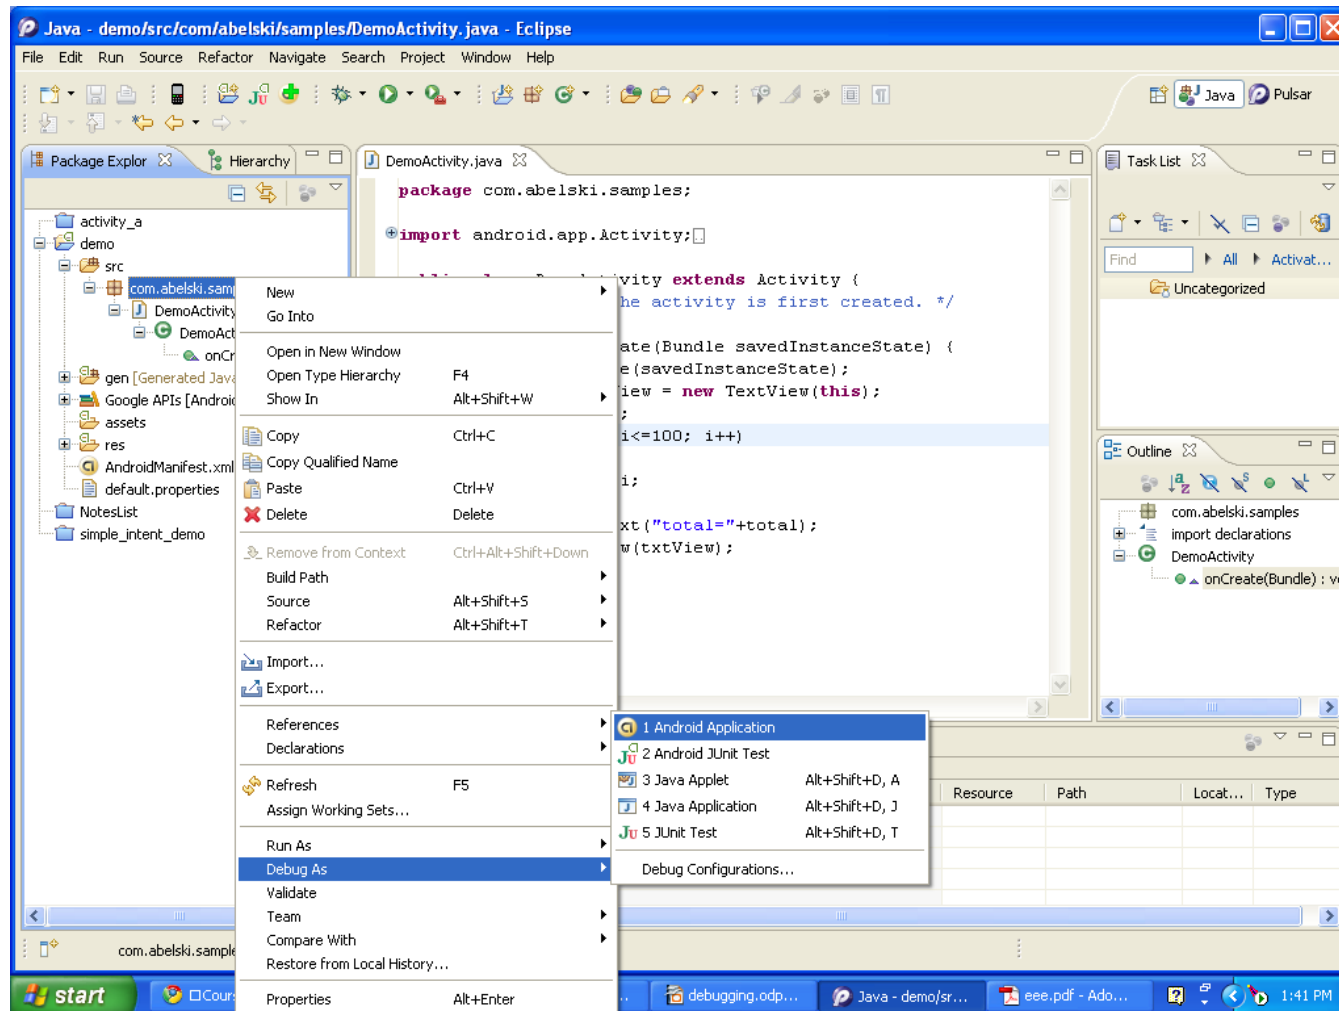 Java - demo/src/com/abelski/samples/DemoActivity.java - Eclipse
File Edit Run Source Refactor Navigate Search Project Window Help
Java Pulsar
Package Explor Hierarchy
DemoActivity.java
Task List
activity_a
demo
src
com.abelski.sam
DemoActivity
DemoAct
onCr
gen [Generated Java
Google APIs [Androi
assets
res
AndroidManifest.xml
default.properties
NotesList
simple_intent_demo
package com.abelski.samples;
import android.app.Activity;
vity extends Activity {
he activity is first created. */
ate(Bundle savedInstanceState) {
e(savedInstanceState);
iew = new TextView(this);
;
i<=100; i++)
i;
xt("total="+total);
w(txtView);
New
Go Into
Open in New Window
Open Type Hierarchy F4
Show In Alt+Shift+W
Copy Ctrl+C
Copy Qualified Name
Paste Ctrl+V
Delete Delete
Remove from Context Ctrl+Alt+Shift+Down
Build Path
Source Alt+Shift+S
Refactor Alt+Shift+T
Import...
Export...
References
Declarations
Refresh F5
Assign Working Sets...
Run As
Debug As
Validate
Team
Compare With
Restore from Local History...
Properties Alt+Enter
1 Android Application
2 Android JUnit Test
3 Java Applet Alt+Shift+D, A
4 Java Application Alt+Shift+D, J
5 JUnit Test Alt+Shift+D, T
Debug Configurations...
Find All Activat...
Uncategorized
Outline
com.abelski.samples
import declarations
DemoActivity
onCreate(Bundle) : v
Resource Path Locat... Type
com.abelski.sample
start
Cour
debugging.odp...
Java - demo/sr...
eee.pdf - Ado...
1:41 PM